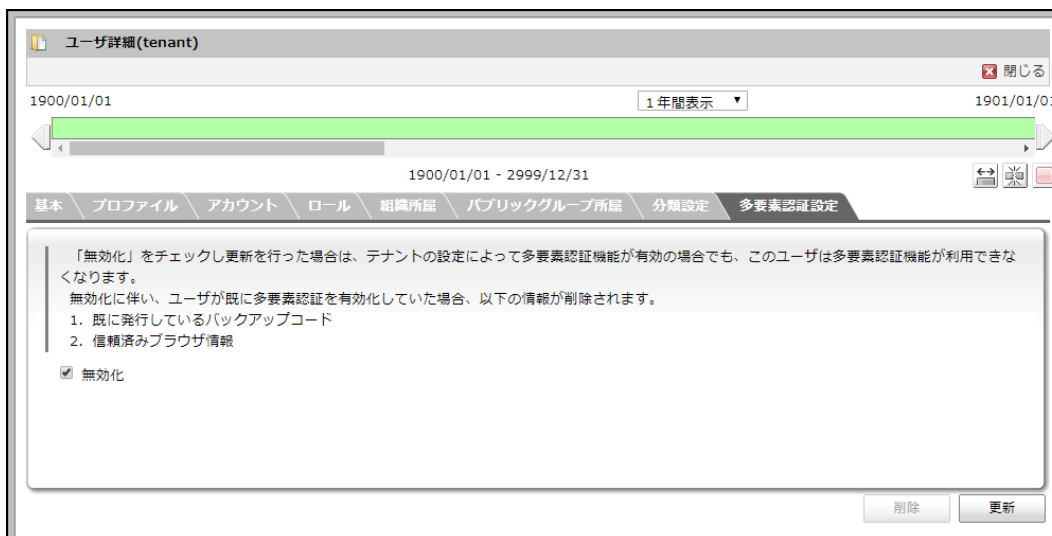 ユーザ詳細(tenant)
閉じる
1900/01/01 1年間表示 1901/01/01
1900/01/01 - 2999/12/31
基本 プロファイル アカウント ロール 組織所属 パブリックグループ所属 分類設定 多要素認証設定
「無効化」をチェックし更新を行った場合は、テナントの設定によって多要素認証機能が有効の場合でも、このユーザは多要素認証機能が利用できな
くなります。
無効化に伴い、ユーザが既に多要素認証を有効化していた場合、以下の情報が削除されます。
1. 既に発行しているバックアップコード
2. 信頼済みブラウザ情報
無効化
削除 更新